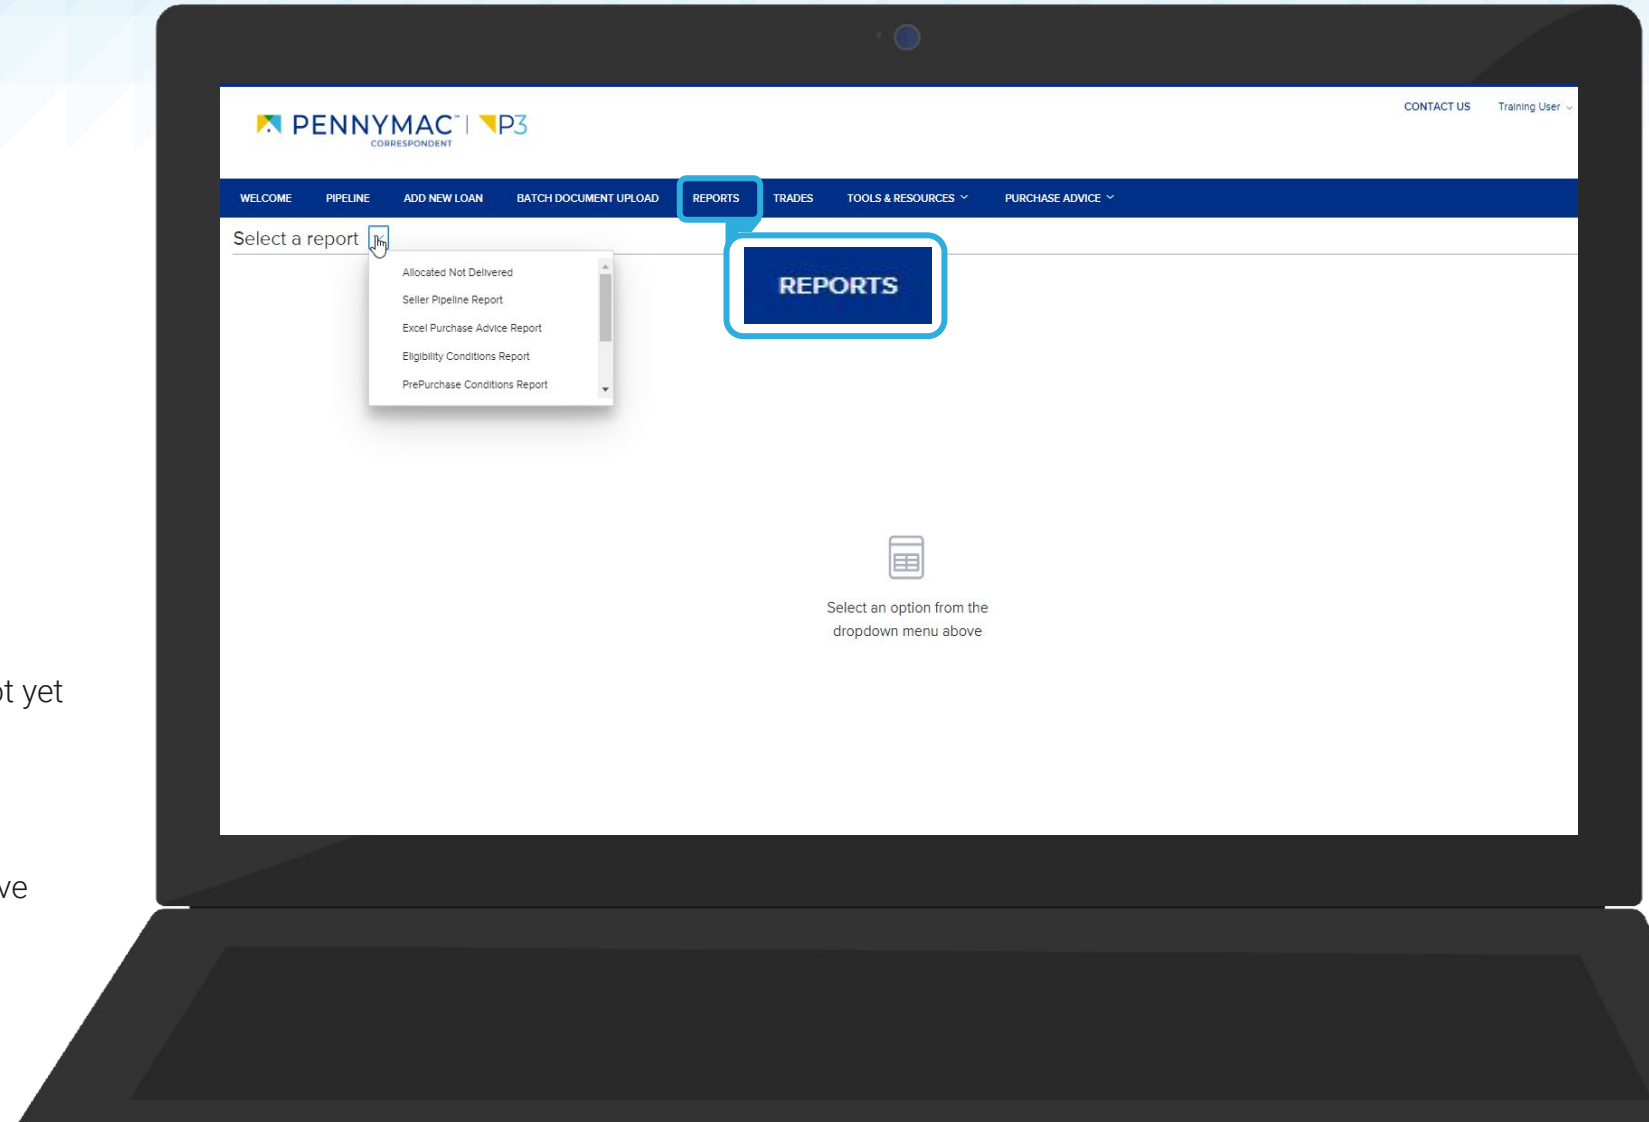 PENNYMAC™ | P3
CORRESPONDENT
CONTACT US Training User
WELCOME PIPELINE ADD NEW LOAN BATCH DOCUMENT UPLOAD REPORTS TRADES TOOLS & RESOURCES PURCHASE ADVICE
Select a report
REPORTS
Allocated Not Delivered
Seller Pipeline Report
Excel Purchase Advice Report
Eligibility Conditions Report
PrePurchase Conditions Report
Select an option from the
dropdown menu above
yet